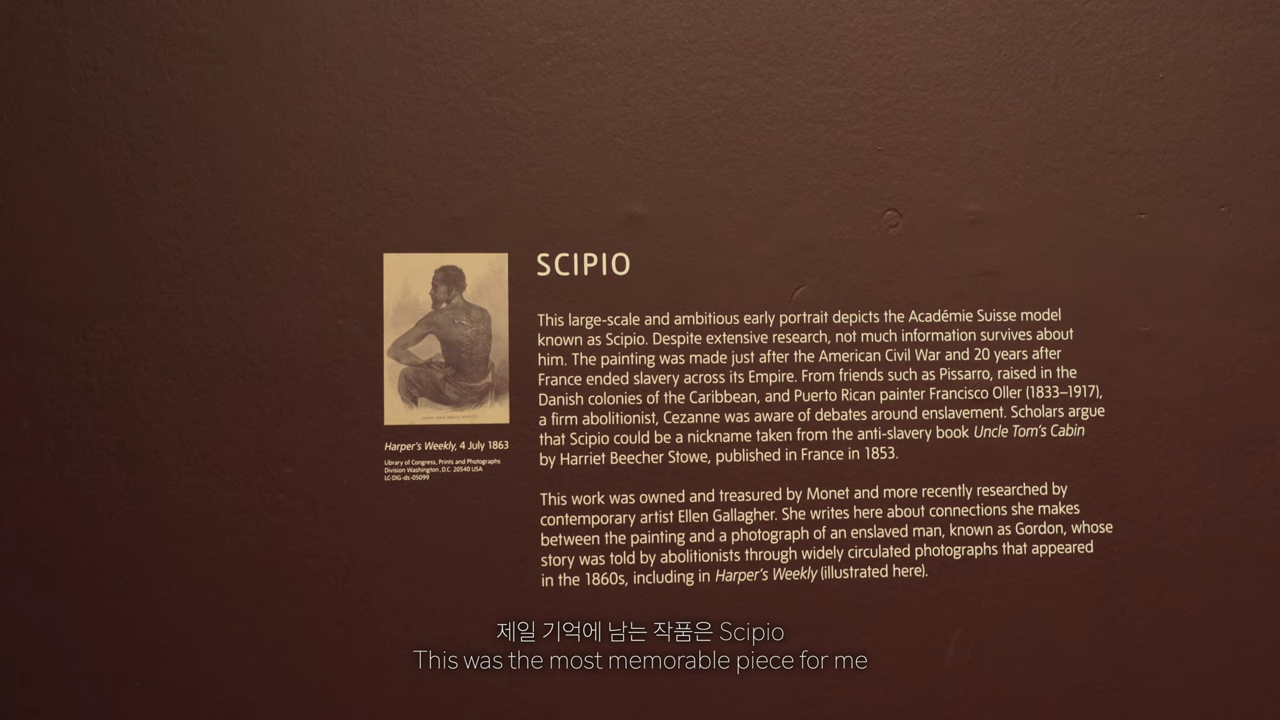 SCIPIO
This large-scale and ambitious early portrait depicts the Académie Suisse model
known as Scipio. Despite extensive research, not much information survives about
him. The painting was made just after the American Civil War and 20 years after
France ended slavery across its Empire. From friends such as Pissarro, raised in the
Danish colonies of the Caribbean, and Puerto Rican painter Francisco Oller (1833–1917),
a firm abolitionist, Cezanne was aware of debates around enslavement. Scholars argue
that Scipio could be a nickname taken from the anti-slavery book Uncle Tom's Cabin
by Harriet Beecher Stowe, published in France in 1853.
This work was owned and treasured by Monet and more recently researched by
contemporary artist Ellen Gallagher. She writes here about connections she makes
between the painting and a photograph of an enslaved man, known as Gordon, whose
story was told by abolitionists through widely circulated photographs that appeared
in the 1860s, including in Harper's Weekly (illustrated here).
Harper's Weekly, 4 July 1863
Library of Congress, Prints and Photographs
Division Washington, D.C. 20540 USA
LC-DIG-ds-05099
제일 기억에 남는 작품은 Scipio
This was the most memorable piece for me